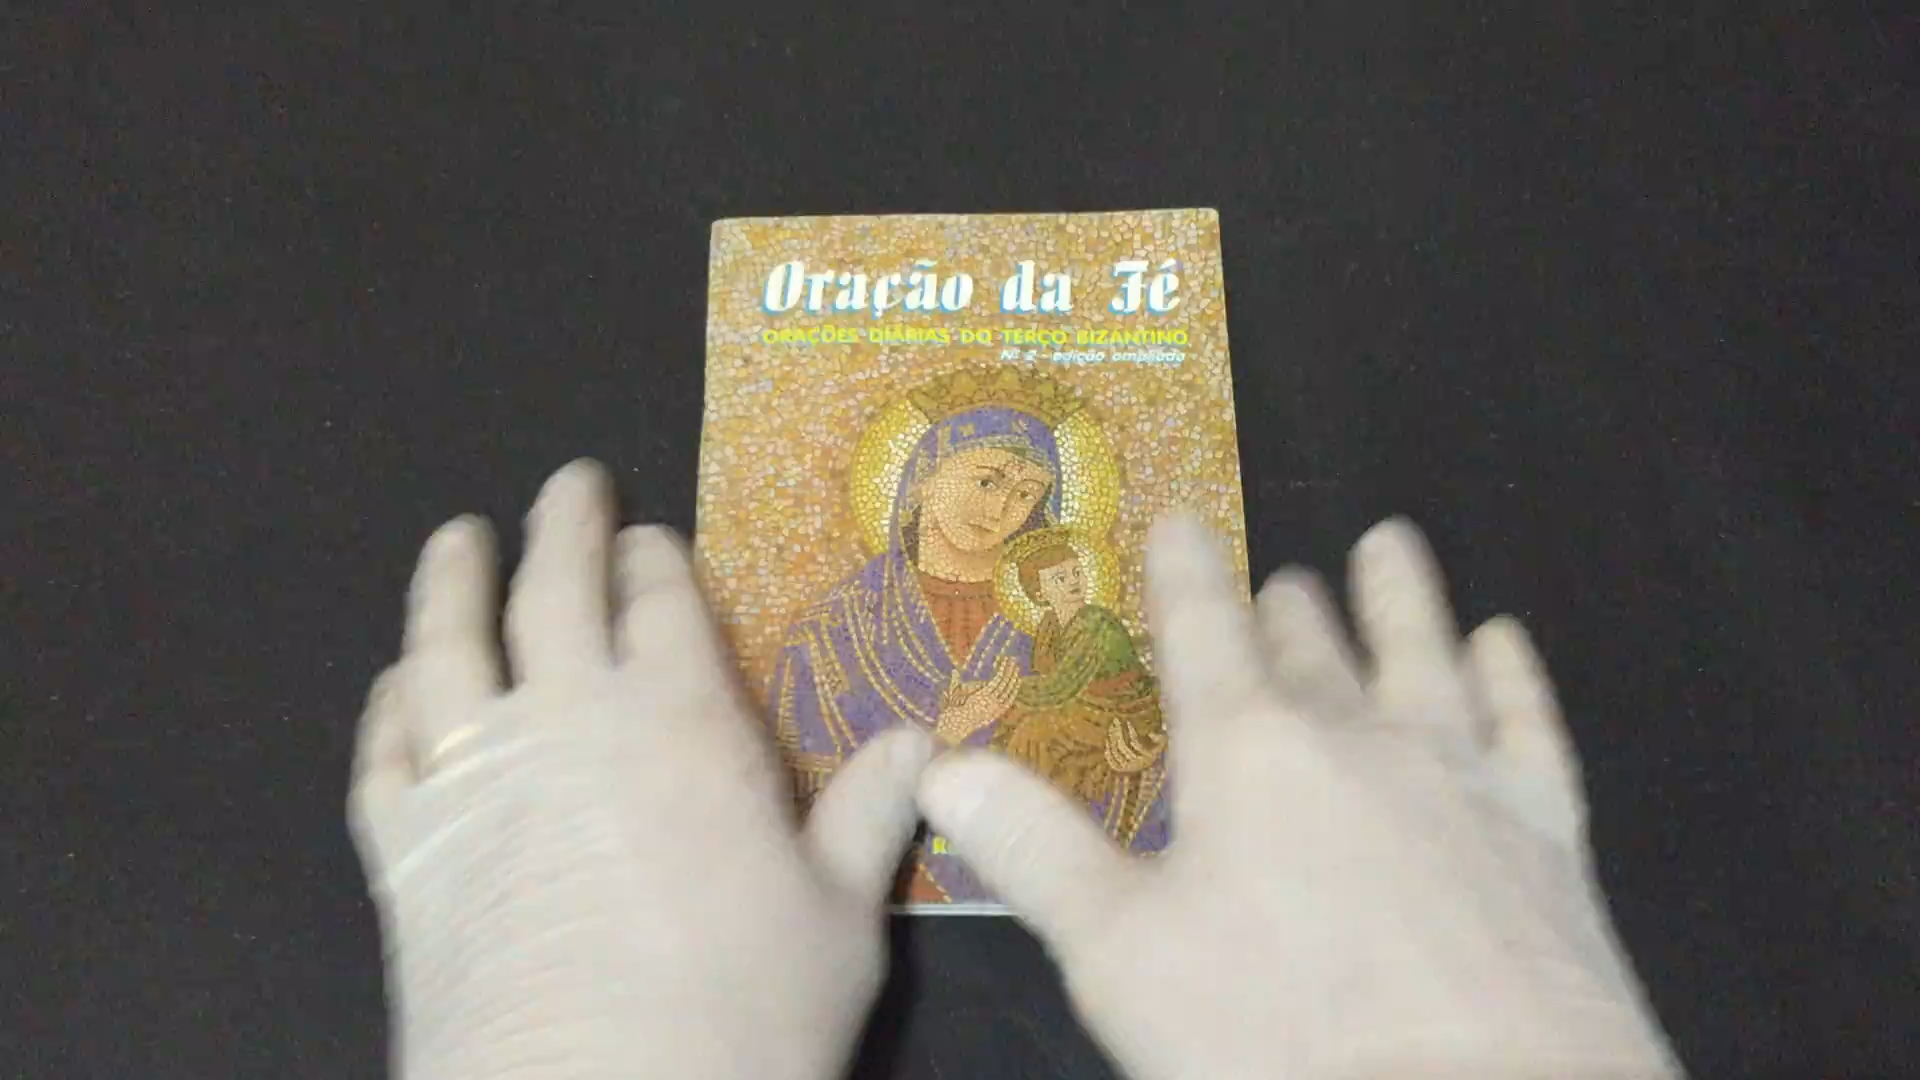 Oração da Fé
ORAÇÕES DIÁRIAS DO TERÇO BIZANTINO
Nº 2 - edição ampliada